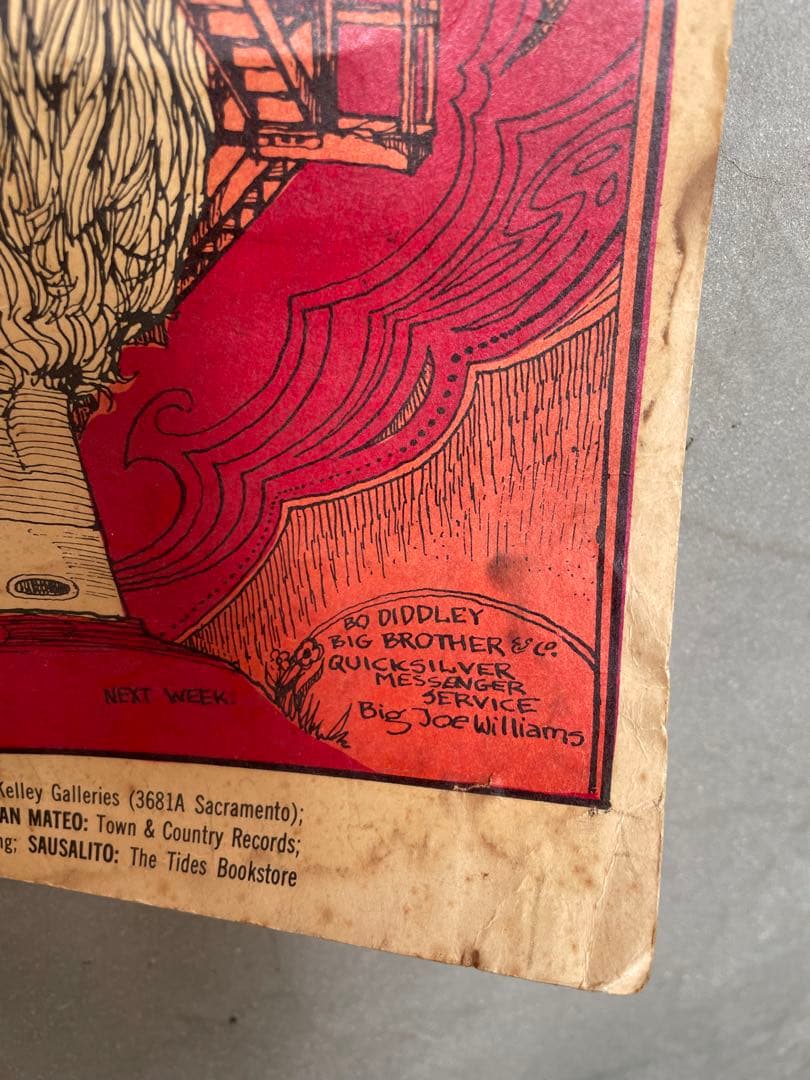 BO DIDDLEY
BIG BROTHER & Co.
QUICKSILVER
MESSENGER
SERVICE
Big Joe Williams
NEXT WEEK:
Kelley Galleries (3681A Sacramento);
AN MATEO: Town & Country Records;
ng; SAUSALITO: The Tides Bookstore